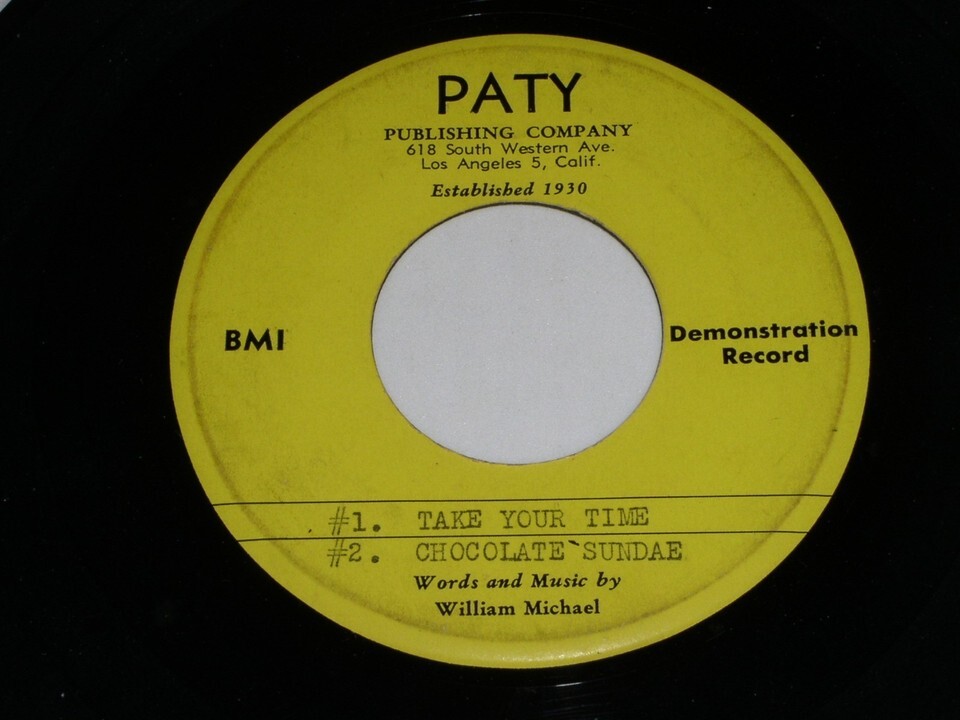 PATY
PUBLISHING COMPANY
618 South Western Ave.
Los Angeles 5, Calif.
Established 1930
BMI
Demonstration
Record
#1. TAKE YOUR TIME
#2. CHOCOLATE SUNDAE
Words and Music by
William Michael